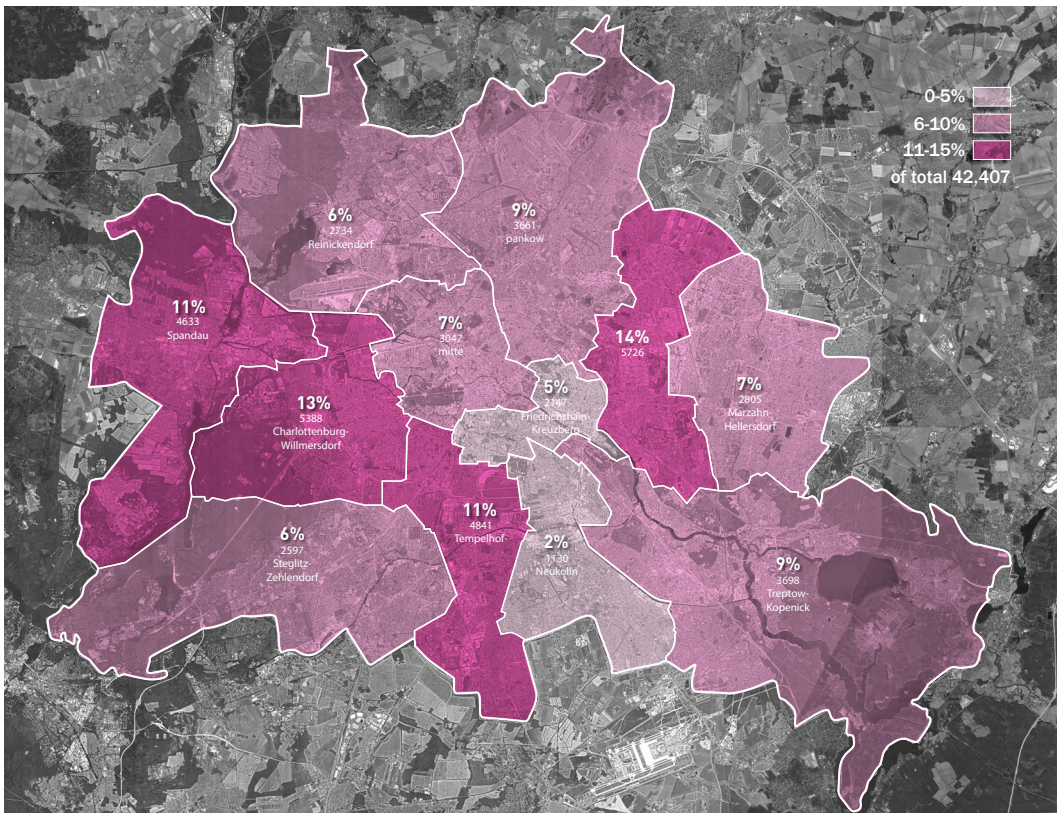 0-5%
6-10%
11-15%
of total 42,407
6%
2734
Reinickendorf
9%
3661
pankow
11%
4633
Spandau
7%
3047
mitte
14%
5726
5%
2147
Friedrichshain-
Kreuzberg
7%
2805
Marzahn-
Hellersdorf
13%
5388
Charlottenburg-
Willmersdorf
11%
4841
Tempelhof-
6%
2597
Steglitz-
Zehlendorf
2%
1130
Neukolln
9%
3698
Treptow-
Kopenick